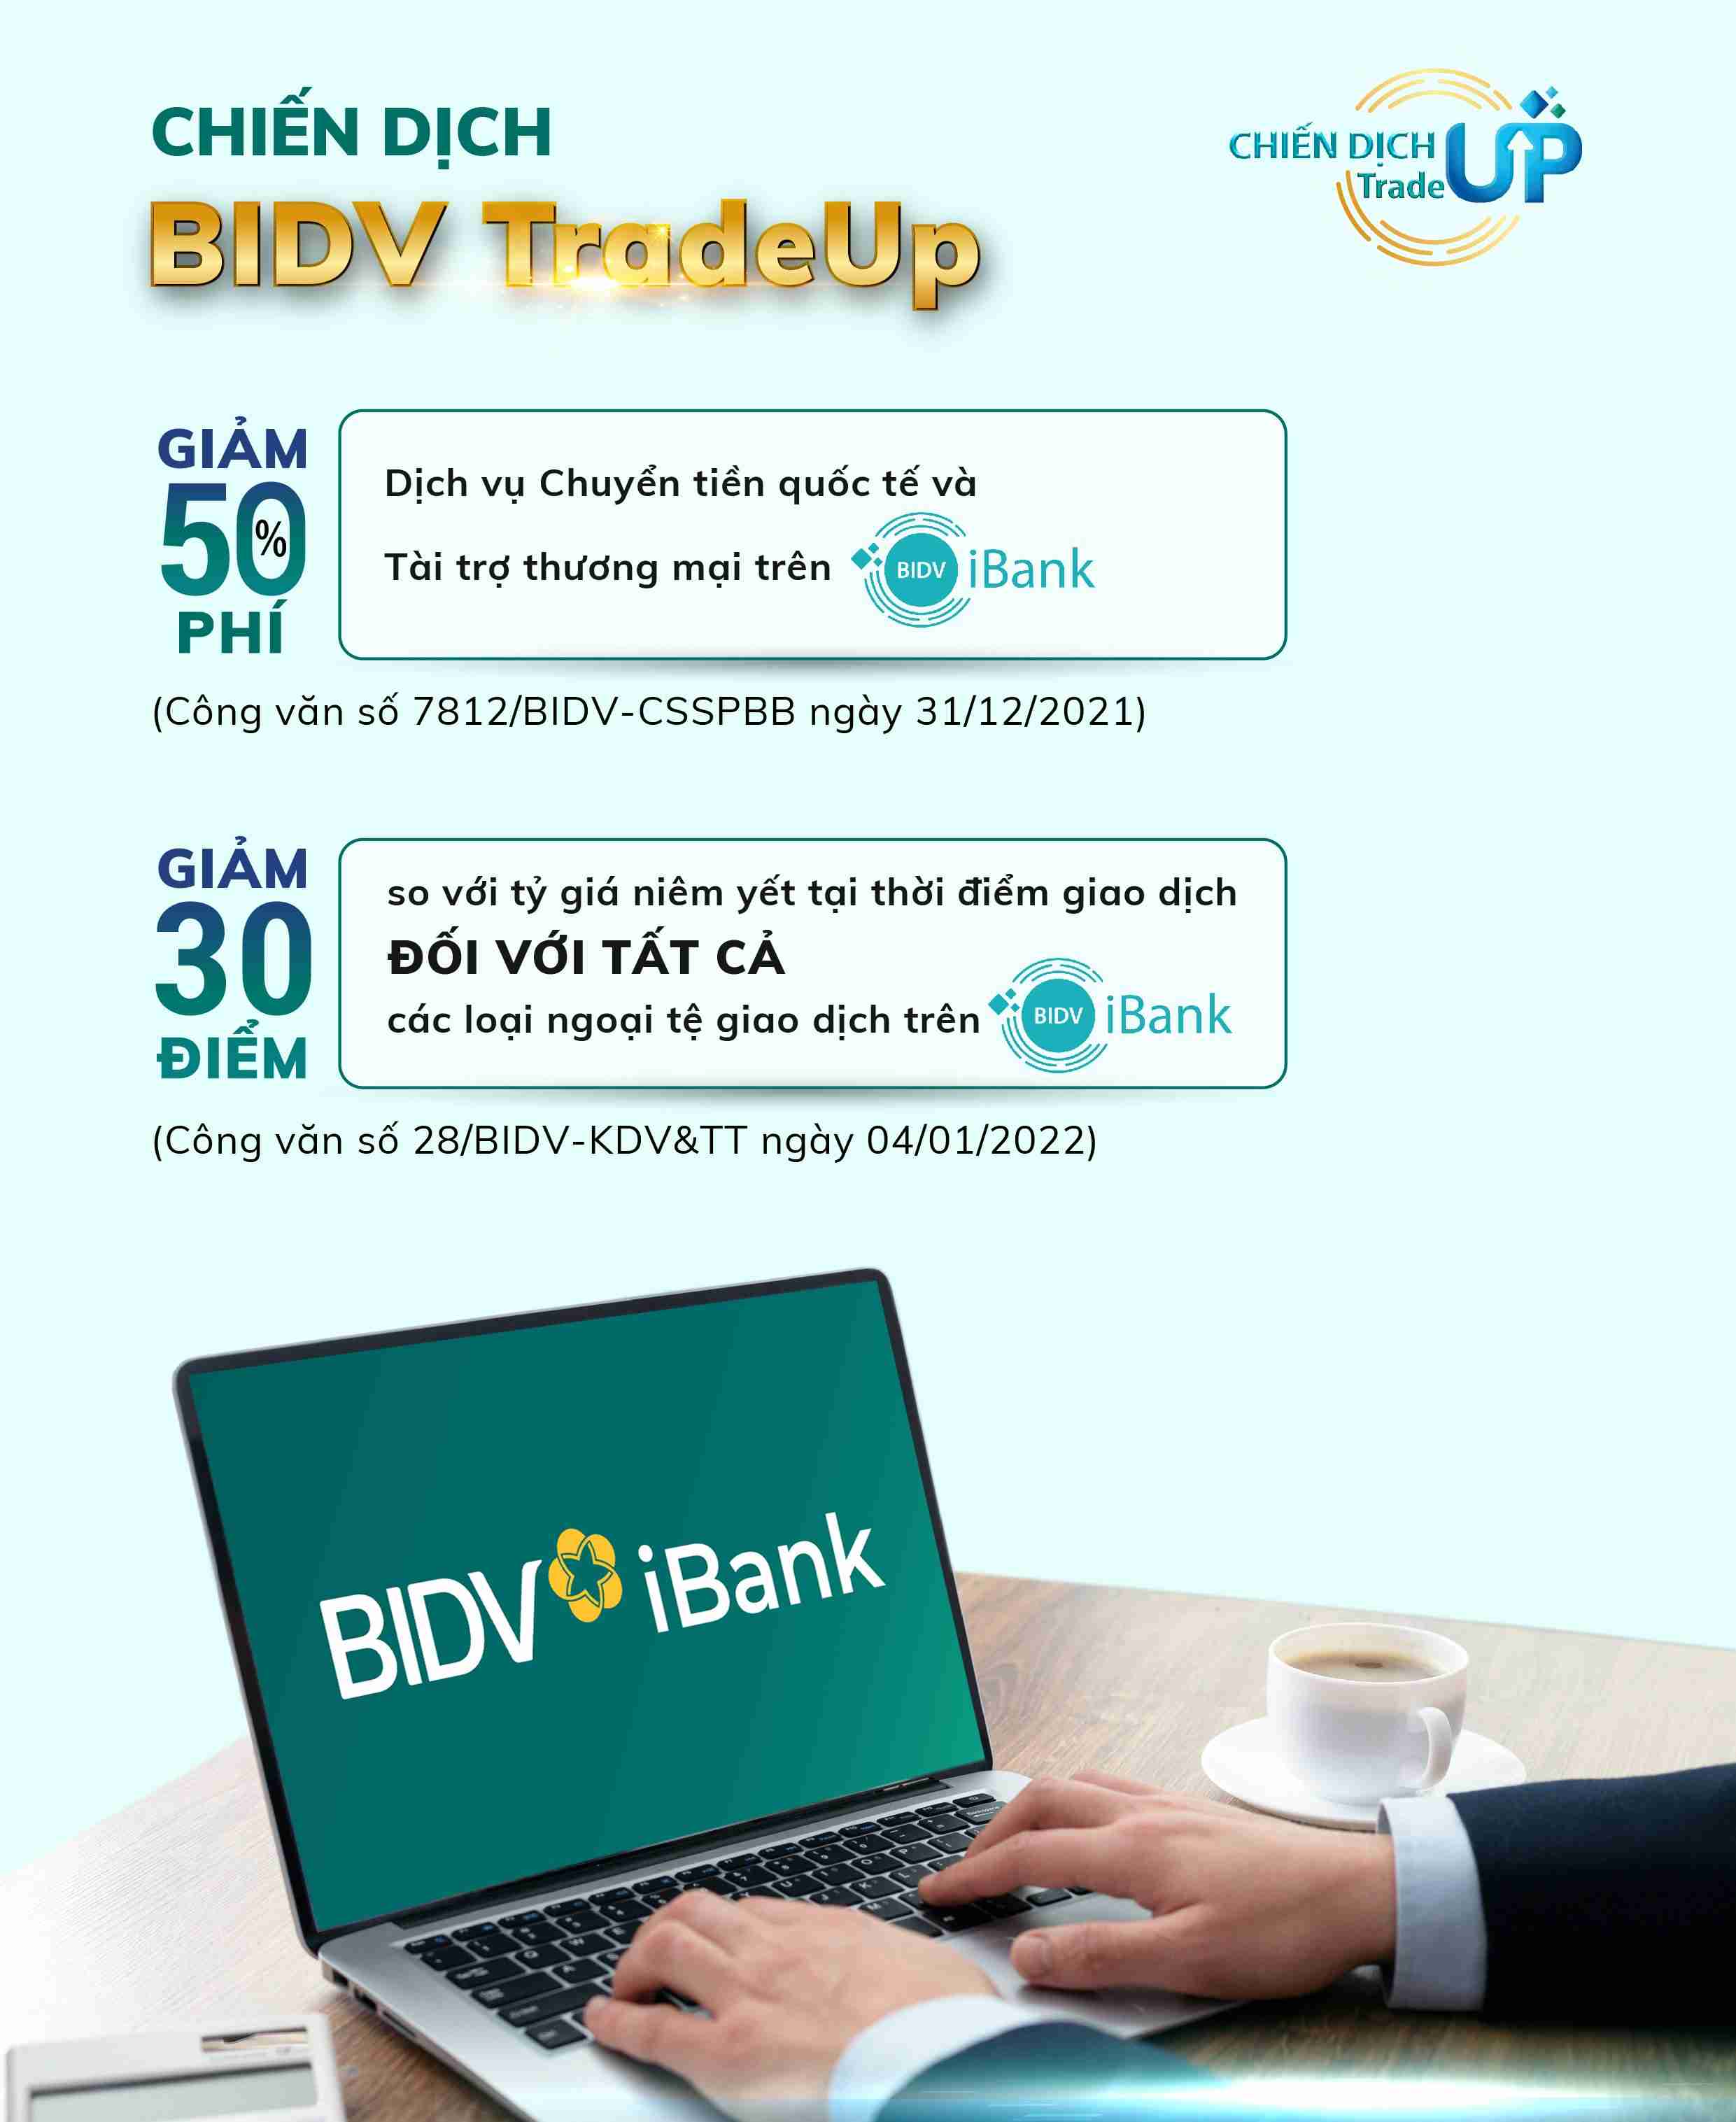 CHIẾN DỊCH
BIDV TradeUp
CHIẾN DỊCH
Trade UP
GIẢM
50%
PHÍ
Dịch vụ Chuyển tiền quốc tế và
Tài trợ thương mại trên BIDV iBank
(Công văn số 7812/BIDV-CSSPBB ngày 31/12/2021)
GIẢM
30
ĐIỂM
so với tỷ giá niêm yết tại thời điểm giao dịch
ĐỐI VỚI TẤT CẢ
các loại ngoại tệ giao dịch trên BIDV iBank
(Công văn số 28/BIDV-KDV&TT ngày 04/01/2022)
BIDV iBank